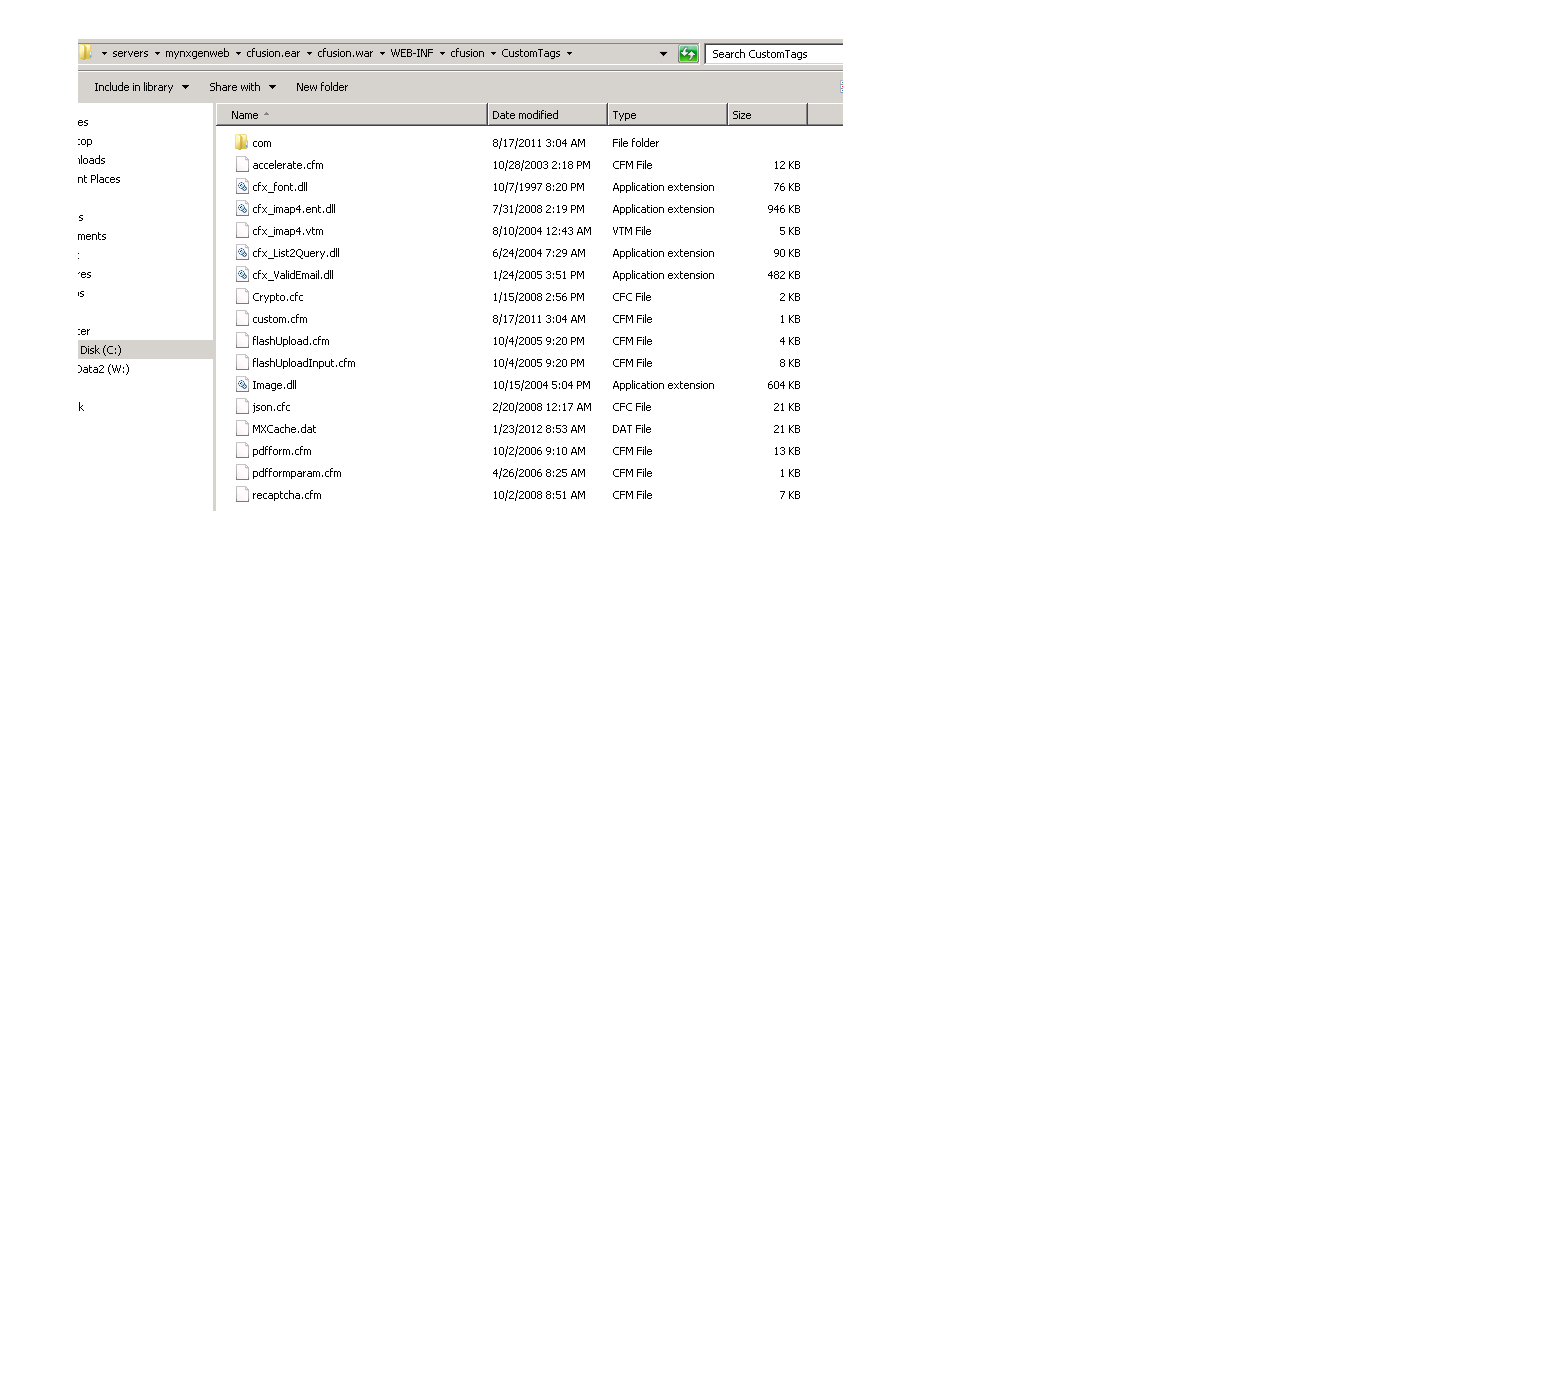 servers mynxgenweb cfusion.ear cfusion.war WEB-INF cfusion CustomTags Search CustomTags
Include in library Share with New folder
Name Date modified Type Size
es
top
nloads
nt Places
s
ments
t
res
os
ter
Disk (C:)
Data2 (W:)
k
com 8/17/2011 3:04 AM File folder
accelerate.cfm 10/28/2003 2:18 PM CFM File 12 KB
cfx_font.dll 10/7/1997 8:20 PM Application extension 76 KB
cfx_imap4.ent.dll 7/31/2008 2:19 PM Application extension 946 KB
cfx_imap4.vtm 8/10/2004 12:43 AM VTM File 5 KB
cfx_List2Query.dll 6/24/2004 7:29 AM Application extension 90 KB
cfx_ValidEmail.dll 1/24/2005 3:51 PM Application extension 482 KB
Crypto.cfc 1/15/2008 2:56 PM CFC File 2 KB
custom.cfm 8/17/2011 3:04 AM CFM File 1 KB
flashUpload.cfm 10/4/2005 9:20 PM CFM File 4 KB
flashUploadInput.cfm 10/4/2005 9:20 PM CFM File 8 KB
Image.dll 10/15/2004 5:04 PM Application extension 604 KB
json.cfc 2/20/2008 12:17 AM CFC File 21 KB
MXCache.dat 1/23/2012 8:53 AM DAT File 21 KB
pdfform.cfm 10/2/2006 9:10 AM CFM File 13 KB
pdfformparam.cfm 4/26/2006 8:25 AM CFM File 1 KB
recaptcha.cfm 10/2/2008 8:51 AM CFM File 7 KB